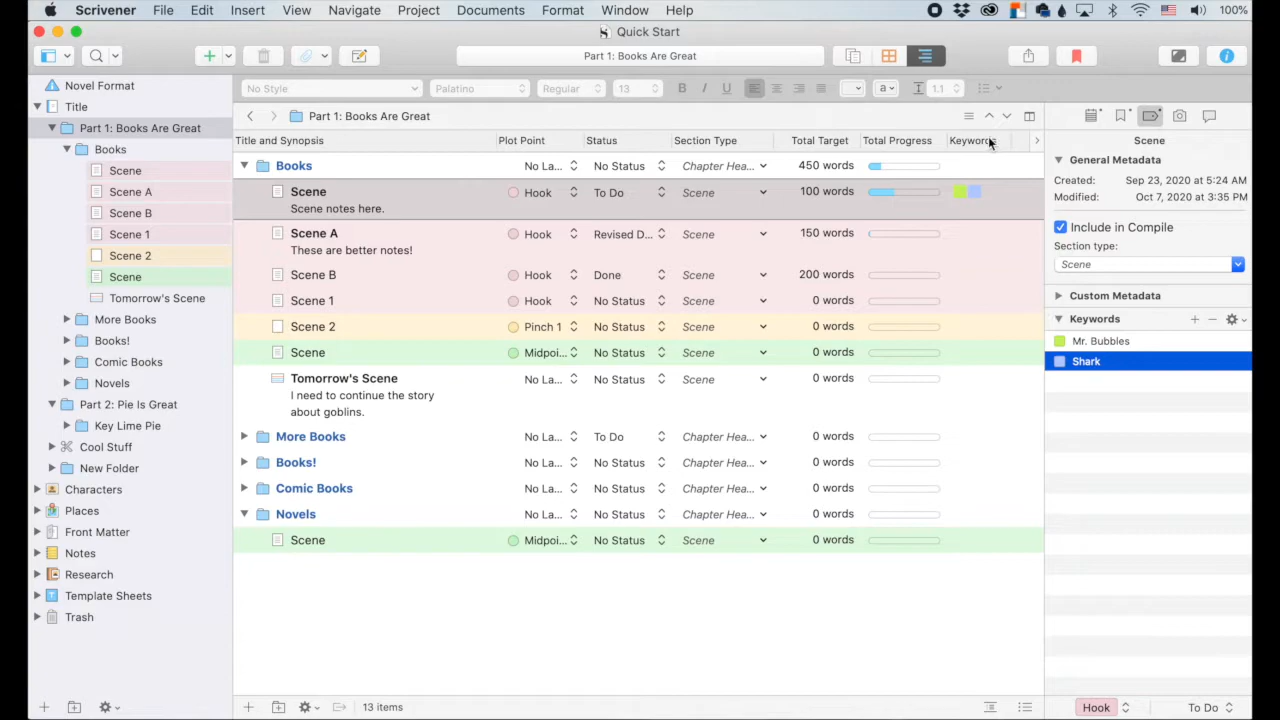 Scrivener File Edit Insert View Navigate Project Documents Format Window Help 100%
Quick Start
Part 1: Books Are Great
No Style Palatino Regular 13 B I U a 1.1
Novel Format
Title
Part 1: Books Are Great
Books
Scene
Scene A
Scene B
Scene 1
Scene 2
Scene
Tomorrow's Scene
More Books
Books!
Comic Books
Novels
Part 2: Pie Is Great
Key Lime Pie
Cool Stuff
New Folder
Characters
Places
Front Matter
Notes
Research
Template Sheets
Trash
Part 1: Books Are Great
Title and Synopsis Plot Point Status Section Type Total Target Total Progress Keywords
Books No La... No Status Chapter Hea... 450 words
Scene Hook To Do Scene 100 words
Scene notes here.
Scene A Hook Revised D... Scene 150 words
These are better notes!
Scene B Hook Done Scene 200 words
Scene 1 Hook No Status Scene 0 words
Scene 2 Pinch 1 No Status Scene 0 words
Scene Midpoi... No Status Scene 0 words
Tomorrow's Scene No La... No Status Scene 0 words
I need to continue the story
about goblins.
More Books No La... To Do Chapter Hea... 0 words
Books! No La... No Status Chapter Hea... 0 words
Comic Books No La... No Status Chapter Hea... 0 words
Novels No La... No Status Chapter Hea... 0 words
Scene Midpoi... No Status Scene 0 words
13 items
Scene
General Metadata
Created: Sep 23, 2020 at 5:24 AM
Modified: Oct 7, 2020 at 3:35 PM
Include in Compile
Section type:
Scene
Custom Metadata
Keywords
Mr. Bubbles
Shark
Hook To Do